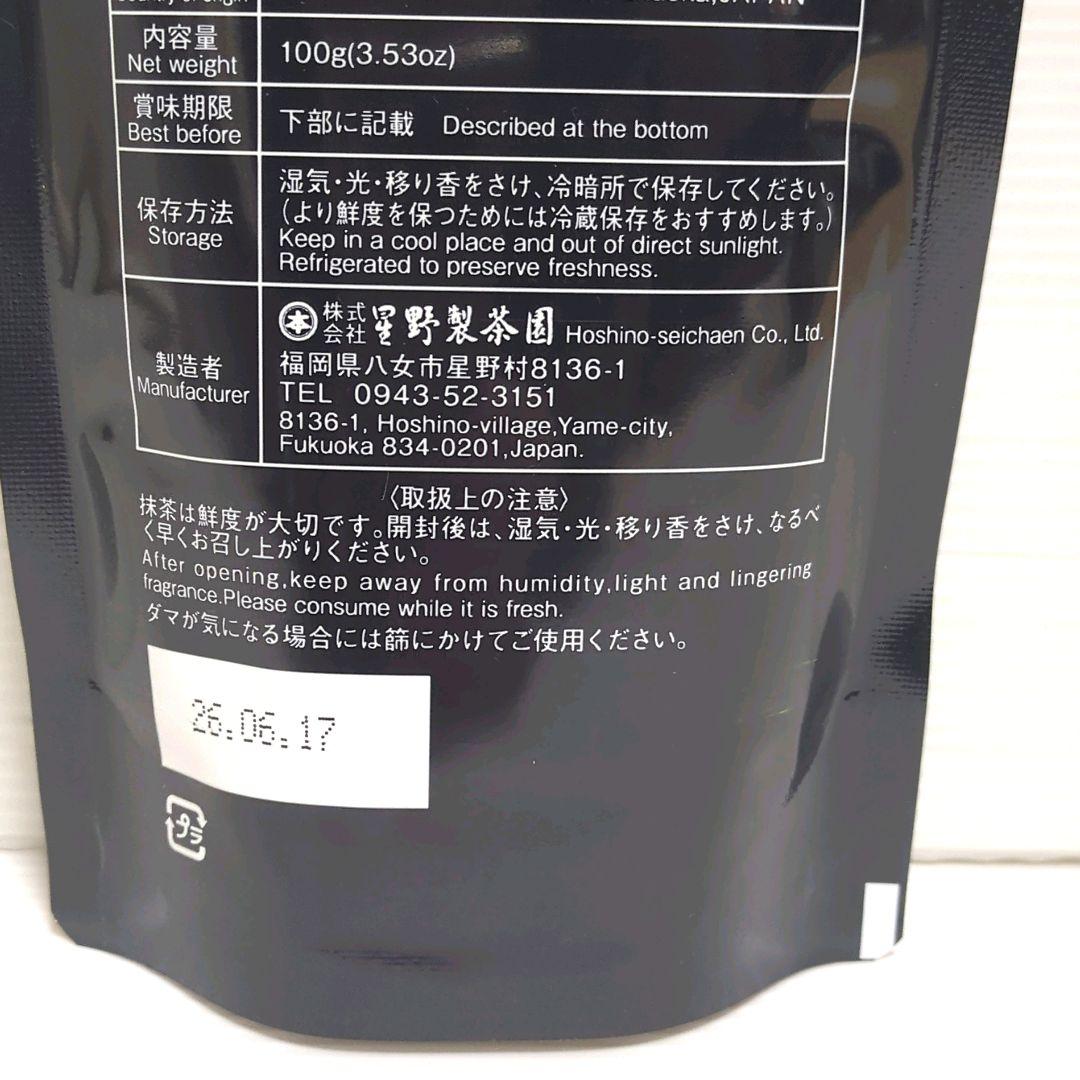 Country of origin
JAPAN
内容量
Net weight
100g(3.53oz)
賞味期限
Best before
下部に記載 Described at the bottom
保存方法
Storage
湿気・光・移り香をさけ、冷暗所で保存してください。
(より鮮度を保つためには冷蔵保存をおすすめします。)
Keep in a cool place and out of direct sunlight.
Refrigerated to preserve freshness.
製造者
Manufacturer
本 株式会社 星野製茶園 Hoshino-seichaen Co., Ltd.
福岡県八女市星野村8136-1
TEL 0943-52-3151
8136-1, Hoshino-village,Yame-city,
Fukuoka 834-0201,Japan.
〈取扱上の注意〉
抹茶は鮮度が大切です。開封後は、湿気・光・移り香をさけ、なるべ
く早くお召し上がりください。
After opening,keep away from humidity,light and lingering
fragrance.Please consume while it is fresh.
ダマが気になる場合には篩にかけてご使用ください。
26.06.17
プラ